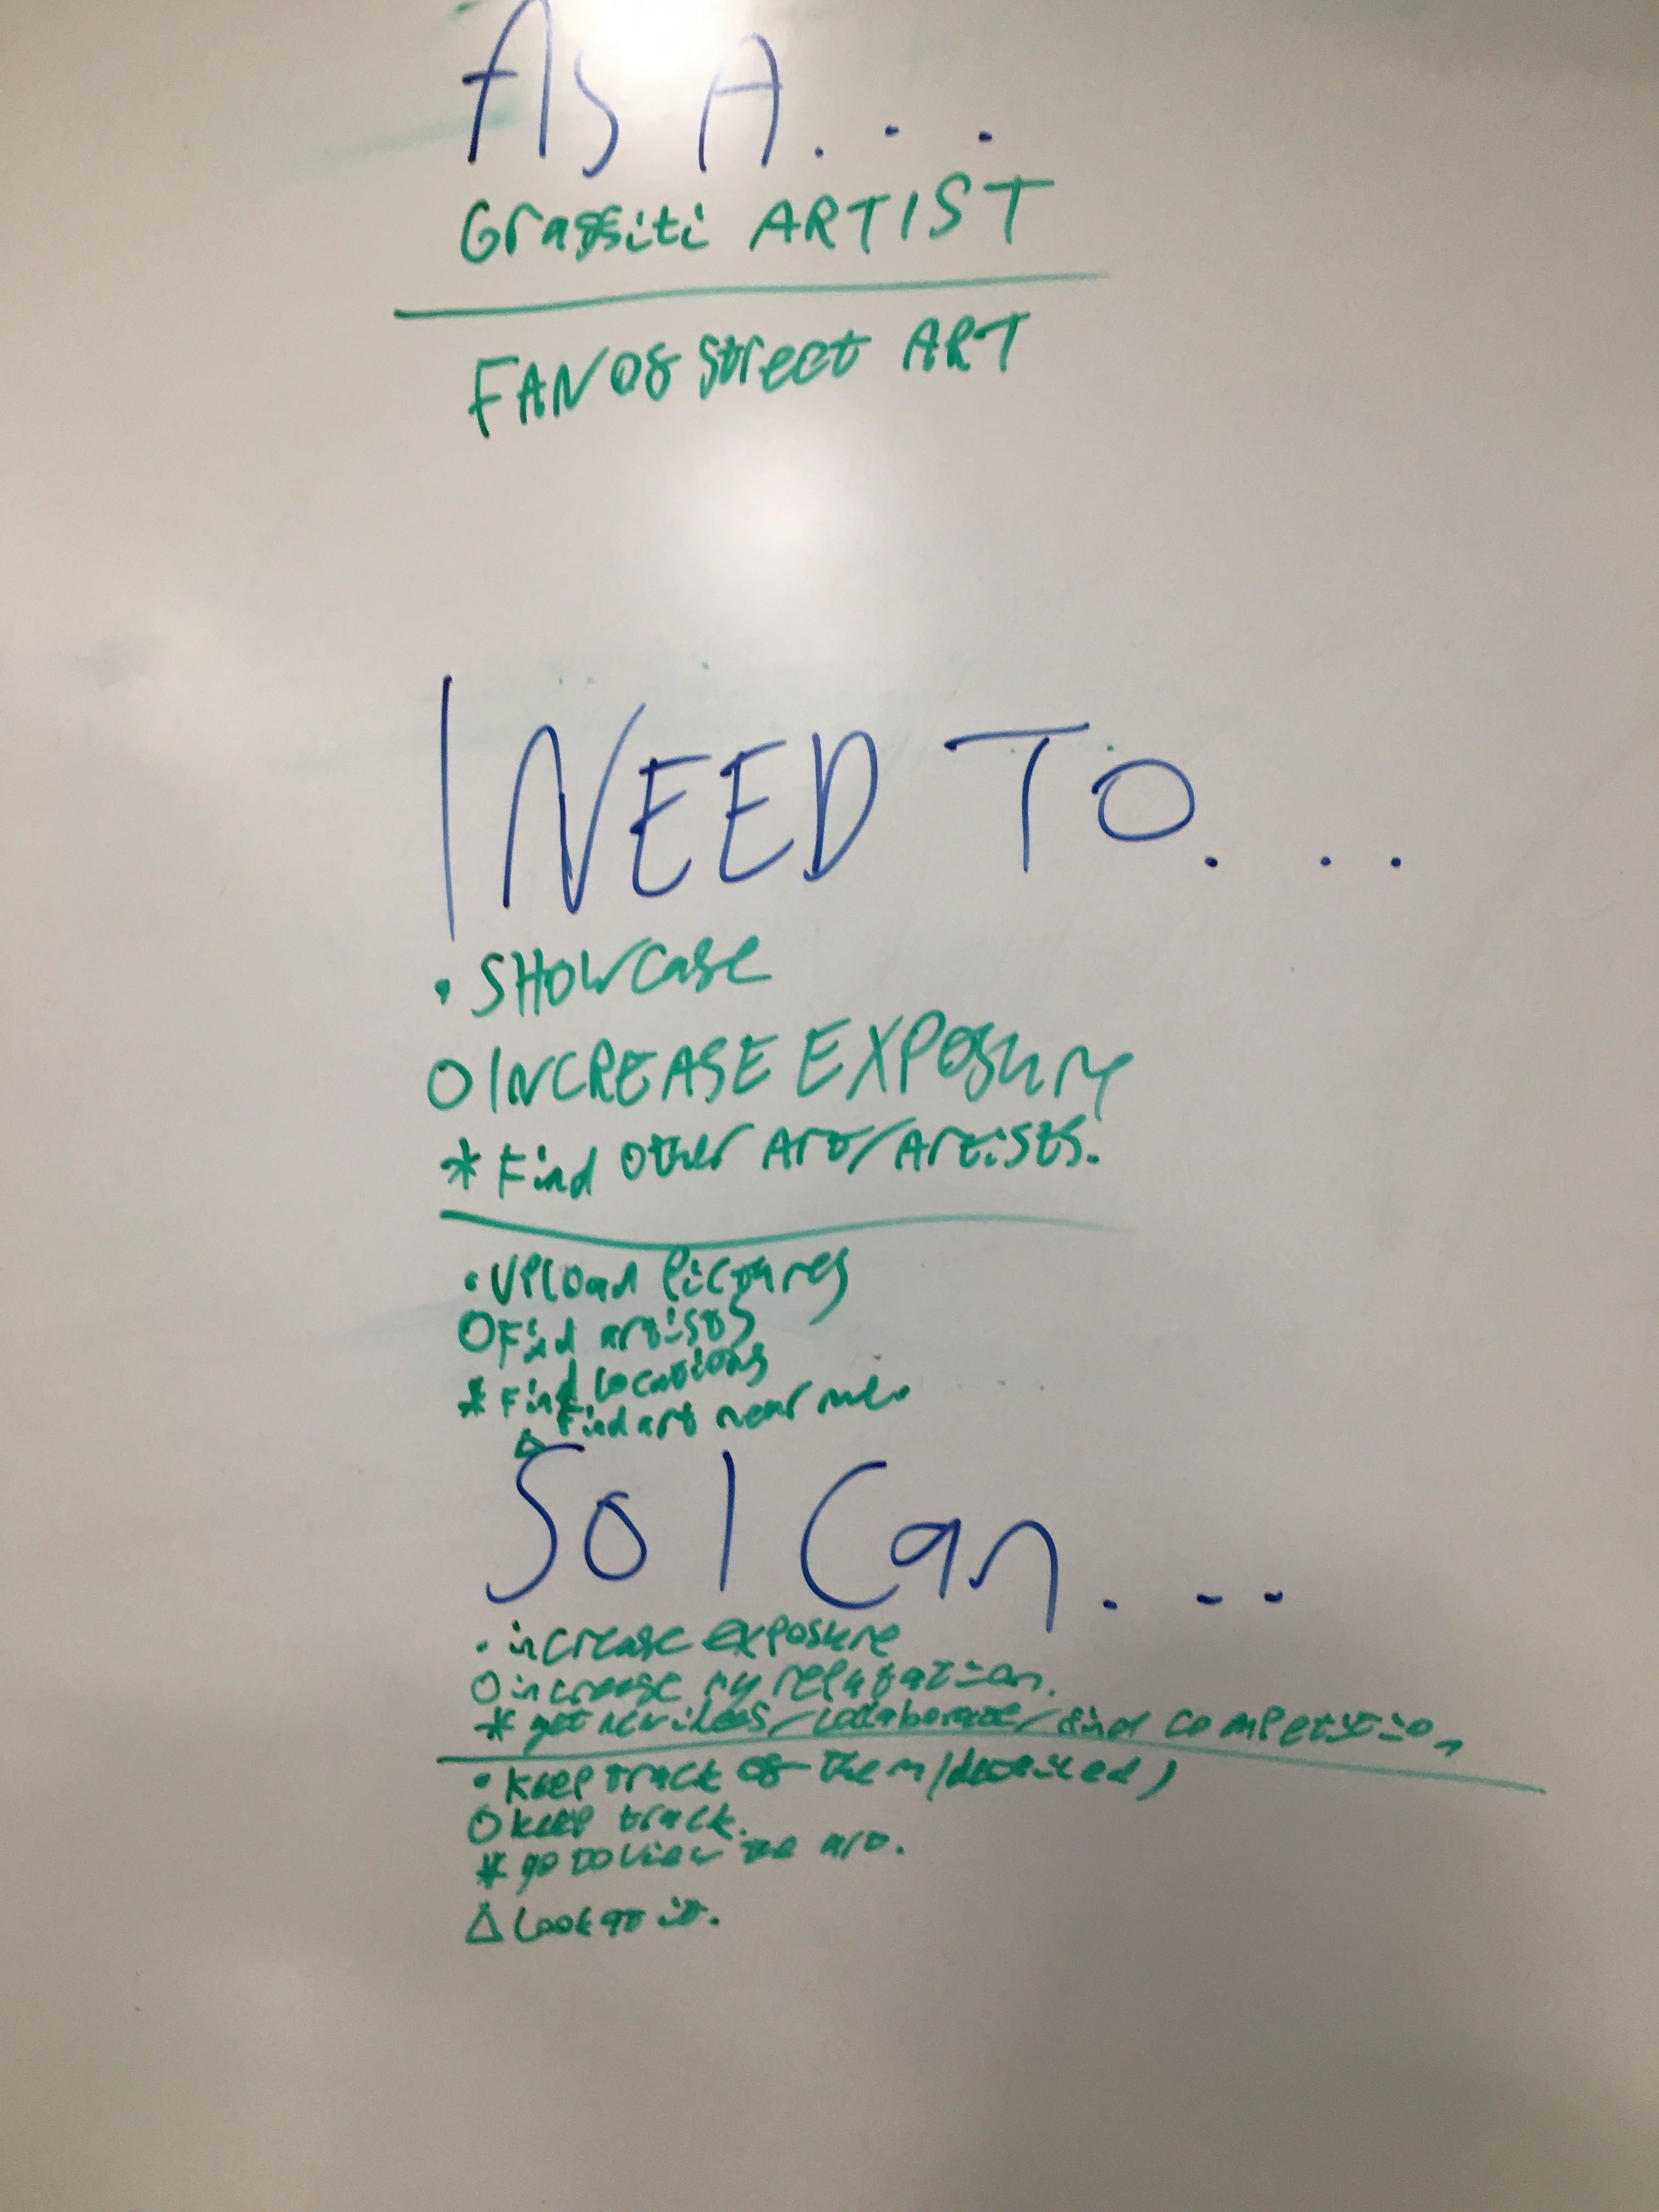 AS A...
Graffiti ARTIST
FAN OF Street ART
I NEED TO...
• SHOWCase
O INCREASE EXPOSURE
* Find other Art/Artists.
• UPload Pictures
O Find artists
* Find locations
△ Find art near me.
So I Can...
• increase exposure
O increase my reputation.
* get new ideas/collaborate/find competition
• keep track of them/(detailed)
O keep track.
* go to view the art.
△ Look at it.